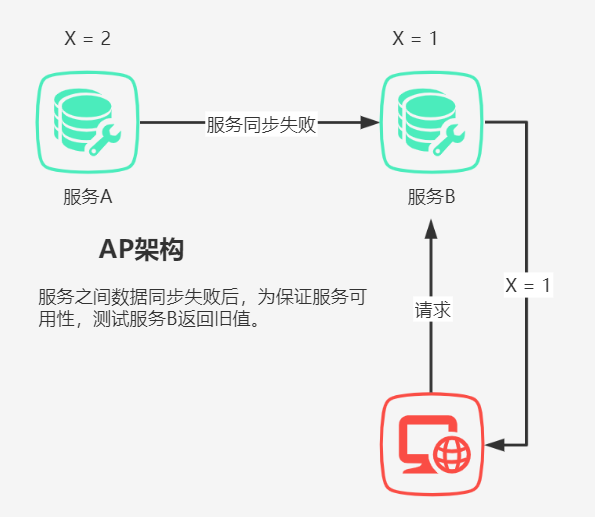 X = 2
X = 1
服务同步失败
服务A
服务B
AP架构
服务之间数据同步失败后，为保证服务可
用性，测试服务B返回旧值。
X = 1
请求